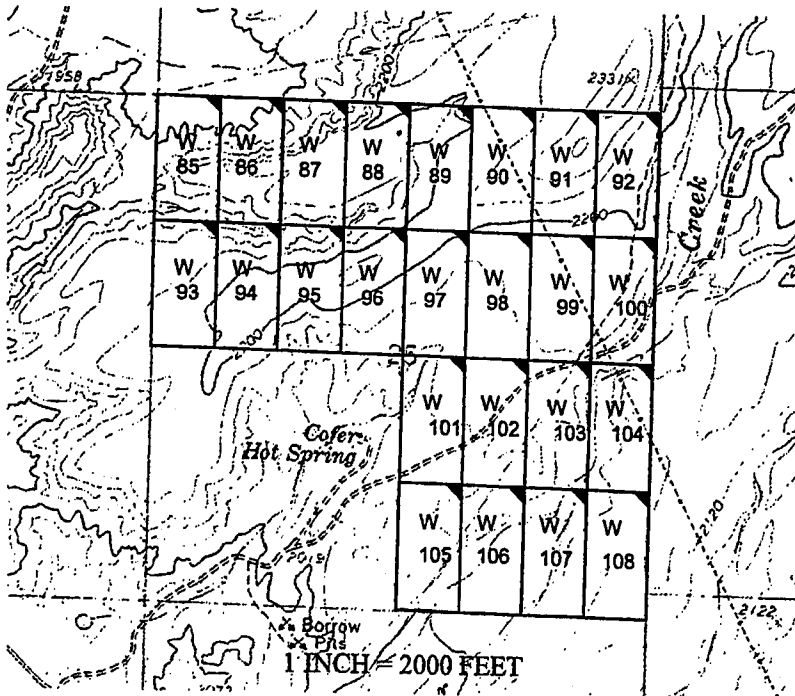 1958
2200
2331
W 85
W 86
W 87
W 88
W 89
W 90
W 91
W 92
Creek
2200
W 93
W 94
W 95
W 96
W 97
W 98
W 99
W 100
25
W 101
W 102
W 103
W 104
Cofer
Hot Spring
W 105
W 106
W 107
W 108
2120
2019
2122
Borrow
Pits
1 INCH = 2000 FEET